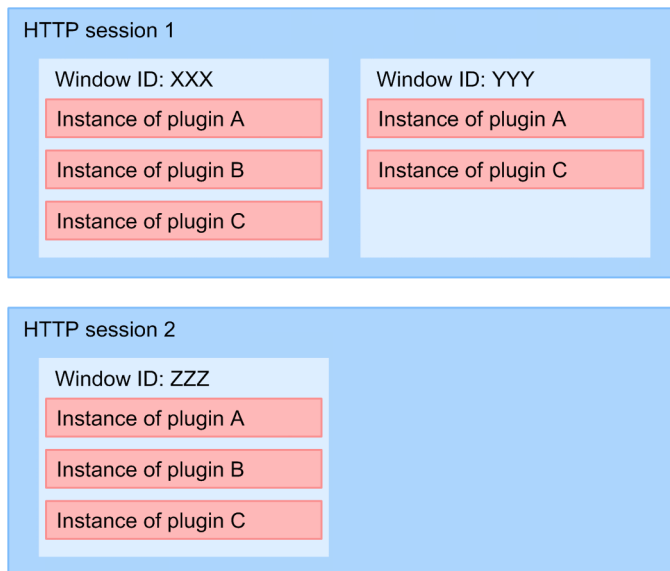 HTTP session 1
Window ID: XXX
Instance of plugin A
Instance of plugin B
Instance of plugin C
Window ID: YYY
Instance of plugin A
Instance of plugin C
HTTP session 2
Window ID: ZZZ
Instance of plugin A
Instance of plugin B
Instance of plugin C